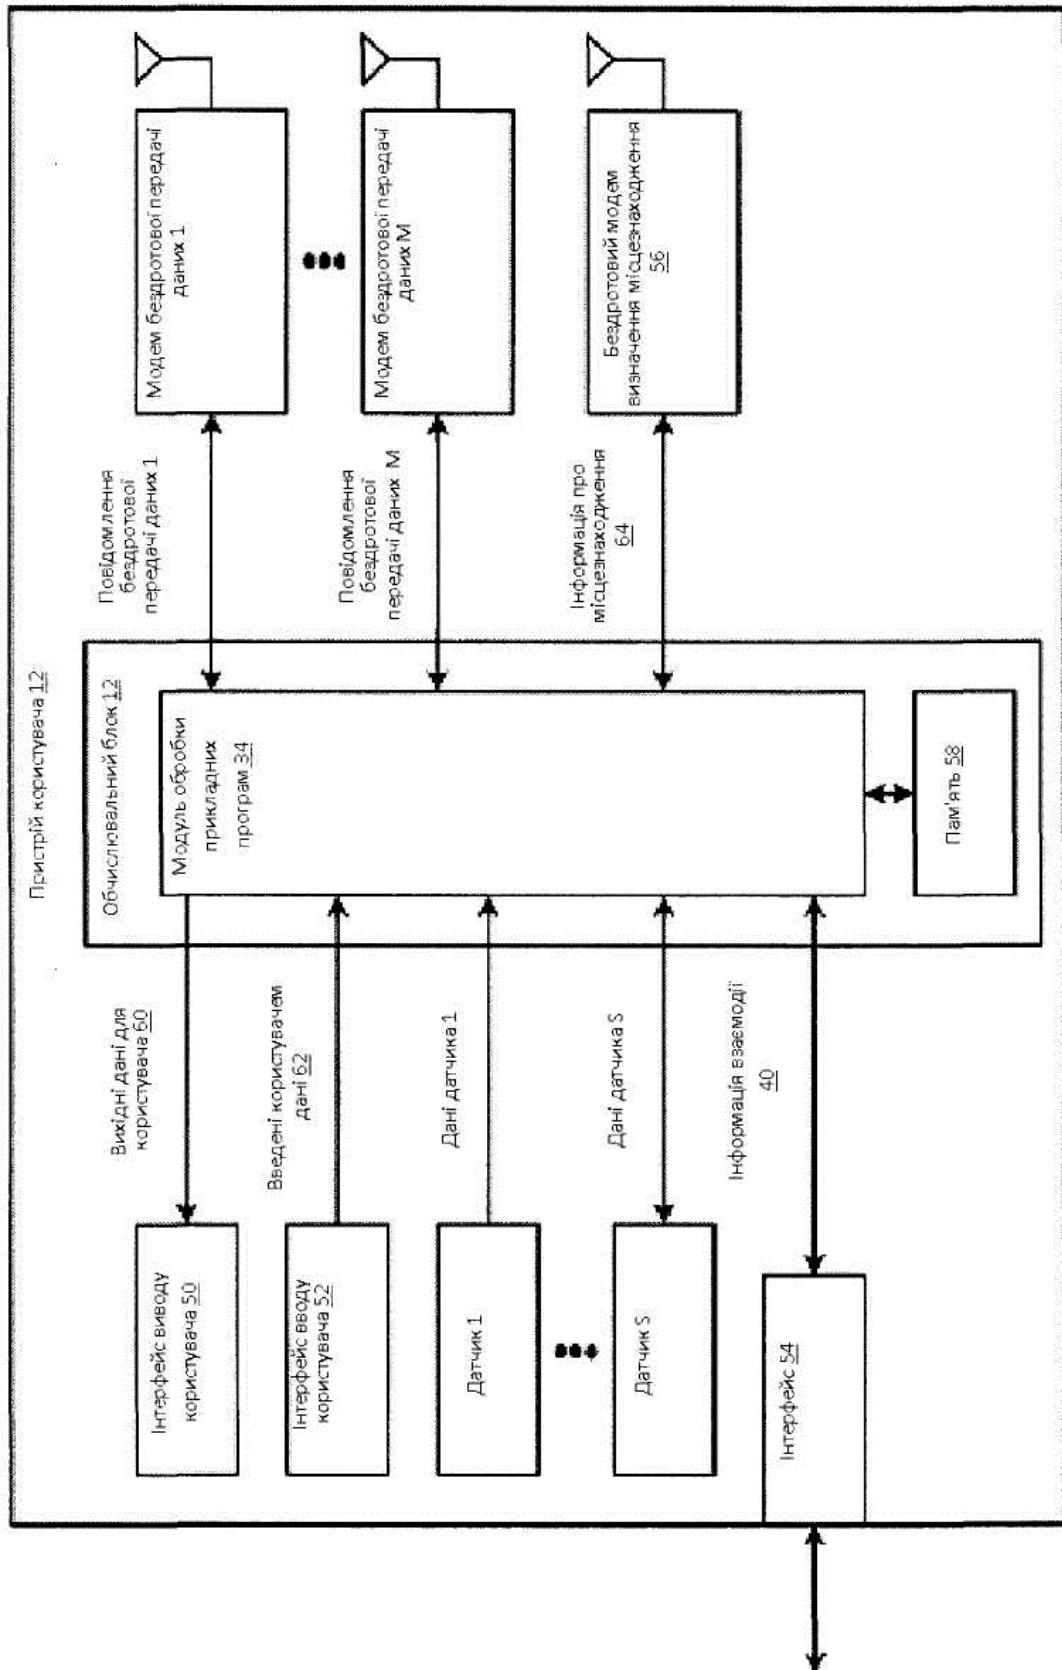 Пристрій користувача 12
Обчислювальний блок 12
Модуль обробки
прикладних
програм 34
Пам'ять 58
Вихідні дані для
користувача 60
Введені користувачем
дані 62
Дані датчика 1
Дані датчика S
Інформація взаємодії
40
Інтерфейс виводу
користувача 50
Інтерфейс вводу
користувача 52
Датчик 1
Датчик S
Інтерфейс 54
Повідомлення
бездротової
передачі даних 1
Повідомлення
бездротової
передачі даних M
Інформація про
місцезнаходження
64
Модем бездротової передачі
даних 1
Модем бездротової передачі
даних M
Бездротовий модем
визначення місцезнаходження
56